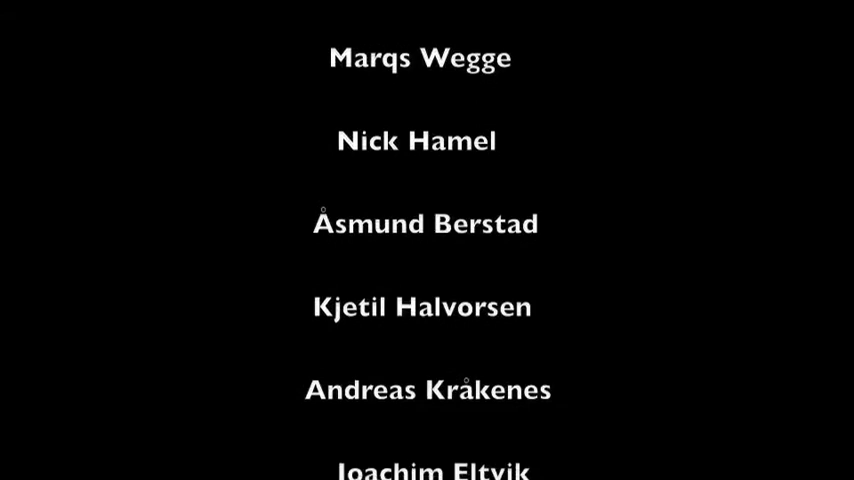 Marqs Wegge
Nick Hamel
Åsmund Berstad
Kjetil Halvorsen
Andreas Kråkenes
Joachim Eltvik